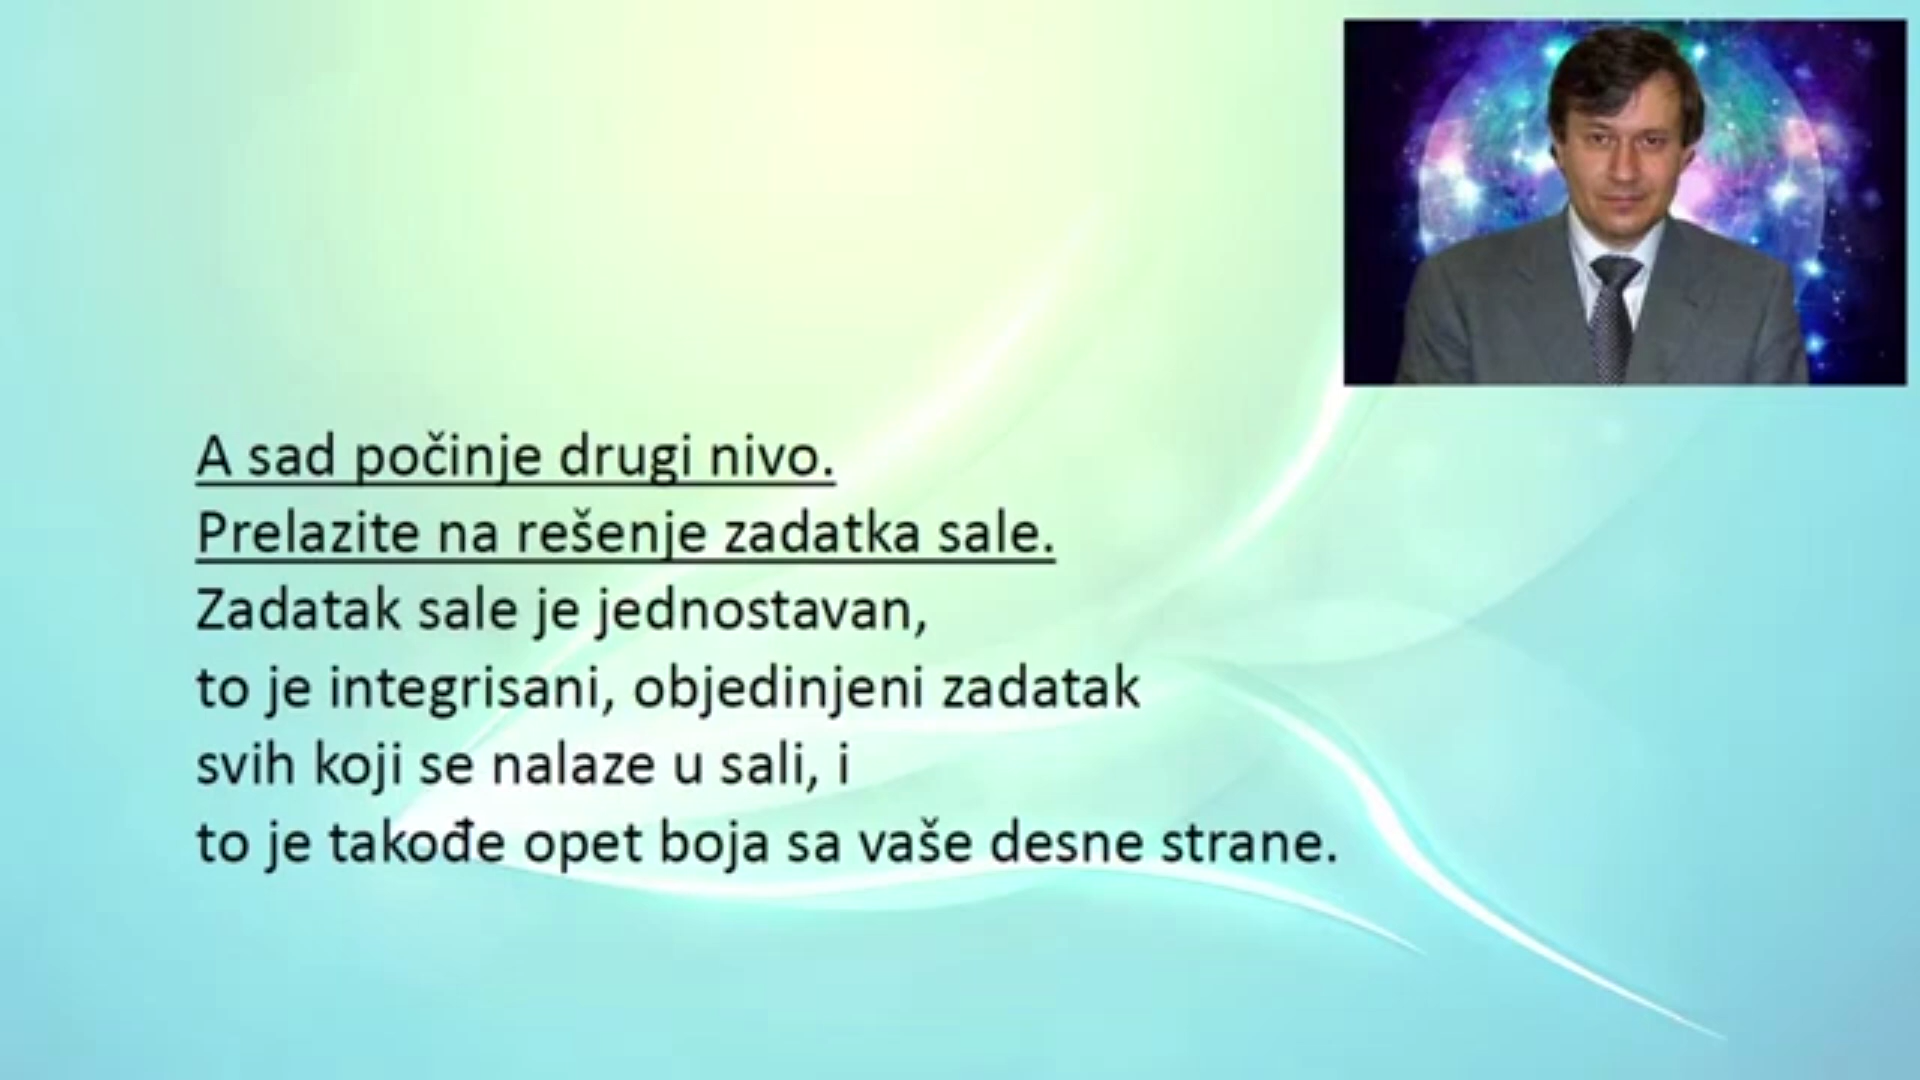 A sad počinje drugi nivo.
Prelazite na rešenje zadatka sale.
Zadatak sale je jednostavan,
to je integrisani, objedinjeni zadatak
svih koji se nalaze u sali, i
to je takođe opet boja sa vaše desne strane.